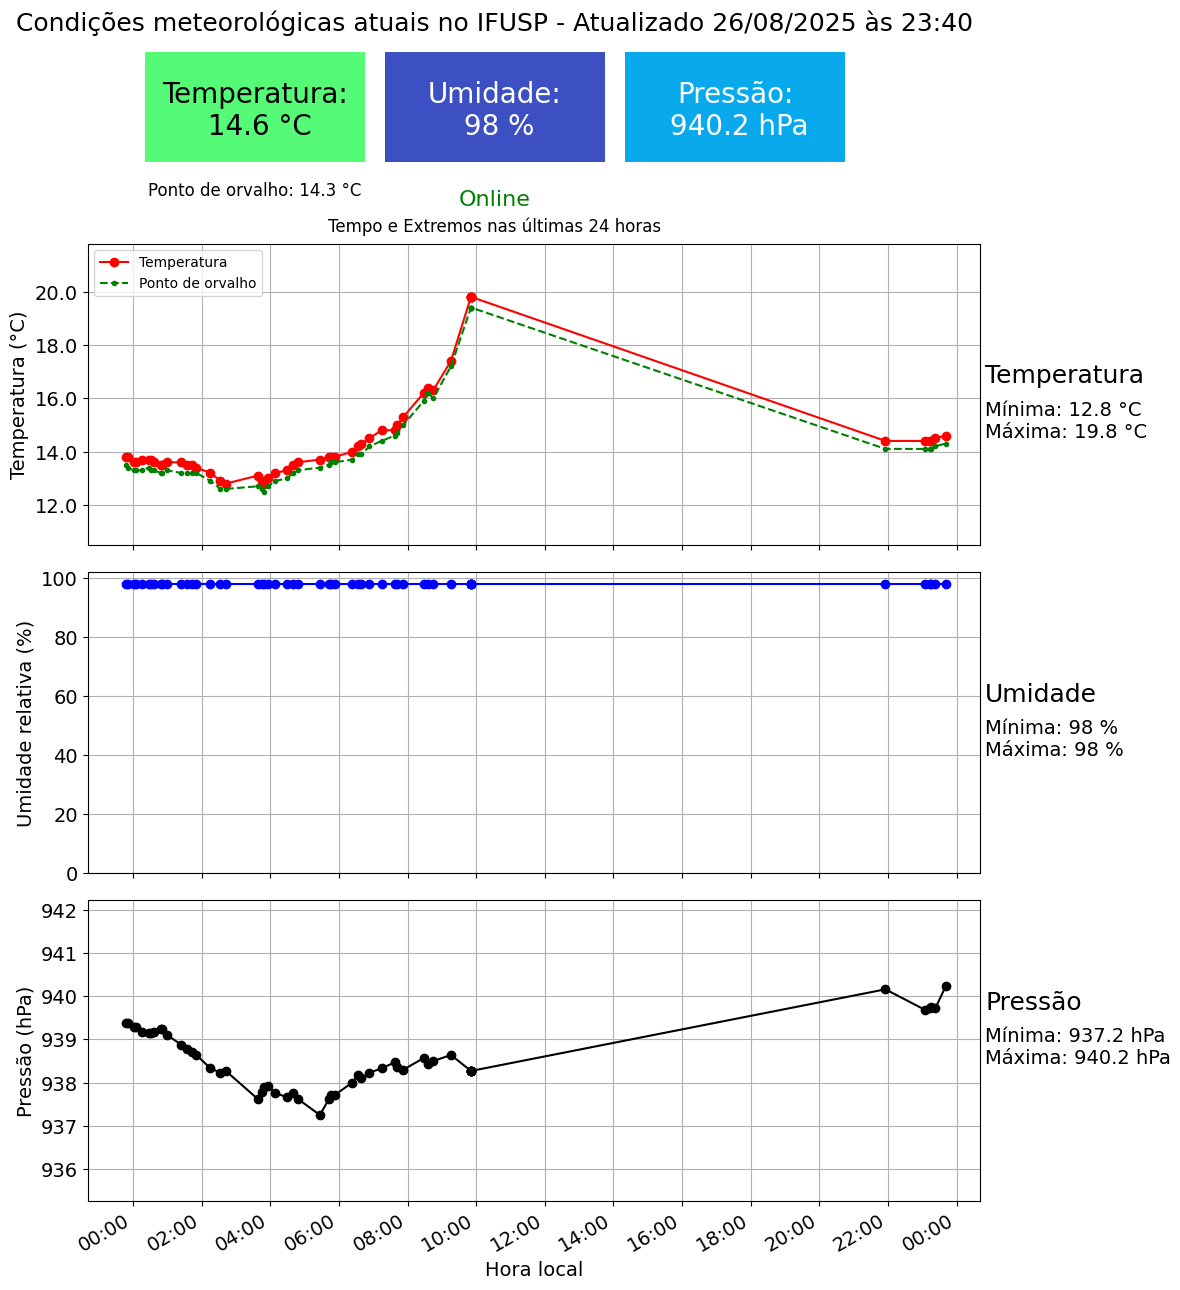 Condições meteorológicas atuais no IFUSP - Atualizado 26/08/2025 às 23:40
Temperatura:
14.6 °C
Umidade:
98 %
Pressão:
940.2 hPa
Ponto de orvalho: 14.3 °C
Online
Tempo e Extremos nas últimas 24 horas
Temperatura
Ponto de orvalho
Temperatura (°C)
20.0
18.0
16.0
14.0
12.0
Temperatura
Mínima: 12.8 °C
Máxima: 19.8 °C
Umidade relativa (%)
100
80
60
40
20
0
Umidade
Mínima: 98 %
Máxima: 98 %
Pressão (hPa)
942
941
940
939
938
937
936
Pressão
Mínima: 937.2 hPa
Máxima: 940.2 hPa
00:00 02:00 04:00 06:00 08:00 10:00 12:00 14:00 16:00 18:00 20:00 22:00 00:00
Hora local